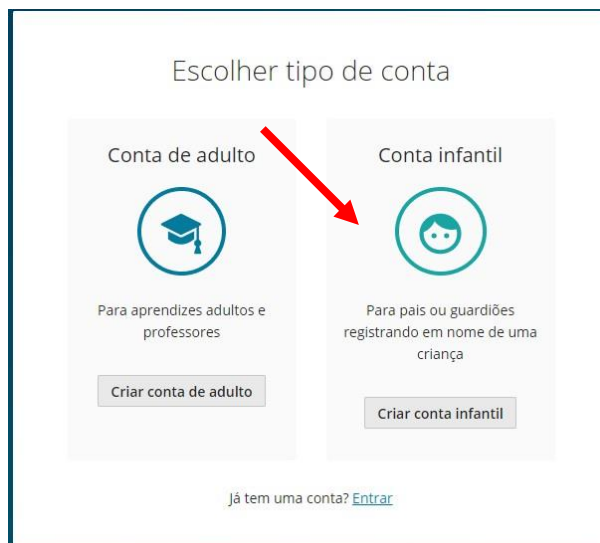 Escolher tipo de conta
Conta de adulto
Para aprendizes adultos e
professores
Criar conta de adulto
Conta infantil
Para pais ou guardiões
registrando em nome de uma
criança
Criar conta infantil
Já tem uma conta? Entrar